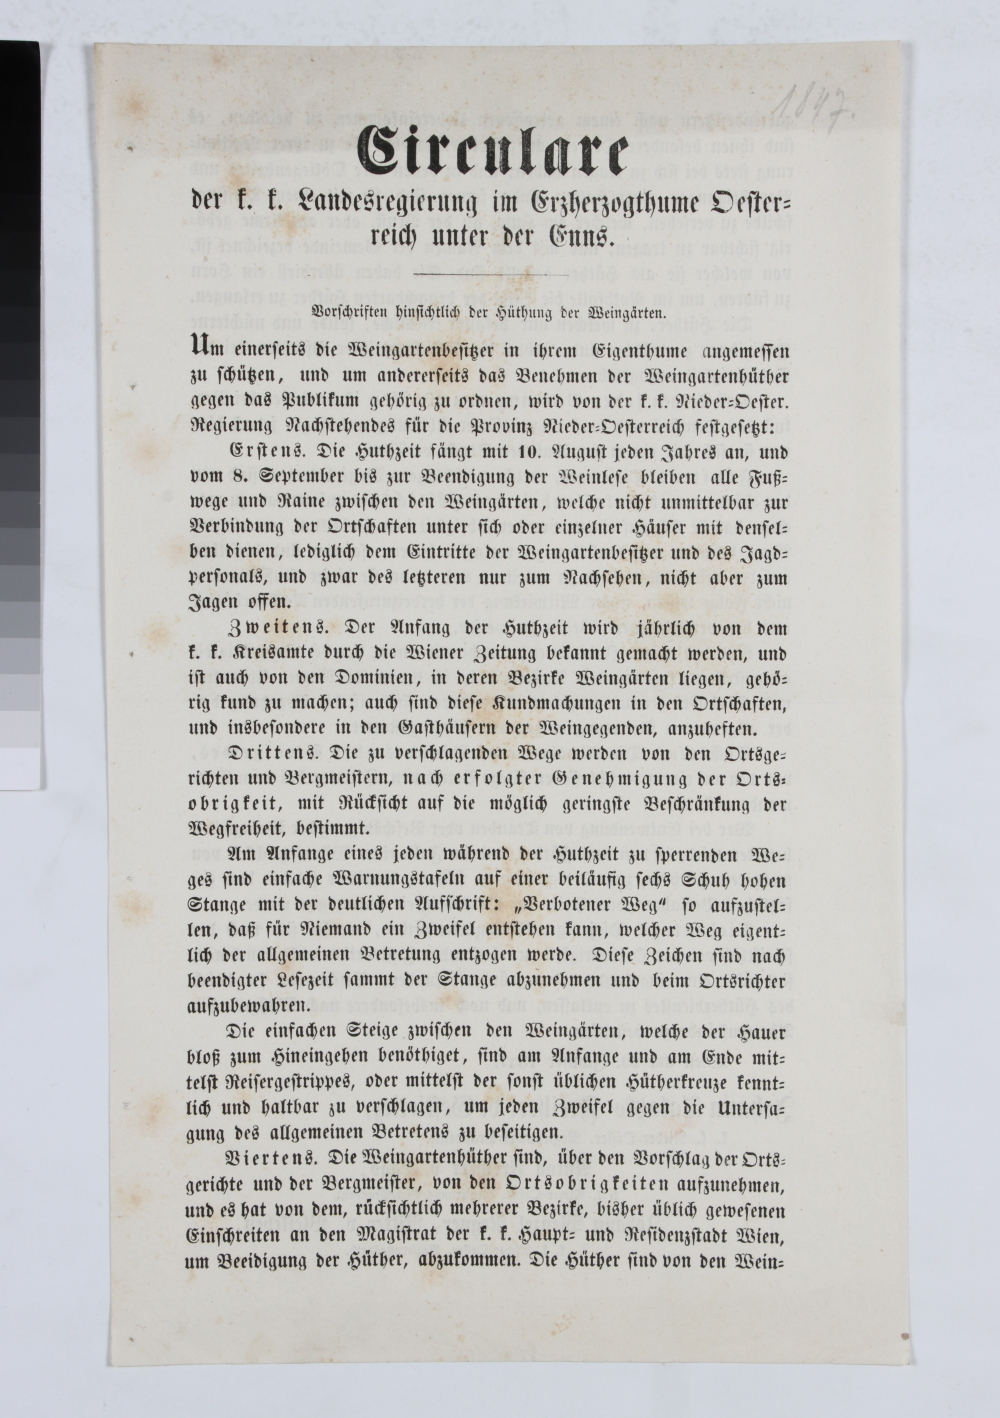 1847.
Circulare
der k. k. Landesregierung im Erzherzogthume Oester-
reich unter der Enns.
Vorschriften hinsichtlich der Hüthung der Weingärten.
Um einerseits die Weingartenbesitzer in ihrem Eigenthume angemessen
zu schützen, und um andererseits das Benehmen der Weingartenhüther
gegen das Publikum gehörig zu ordnen, wird von der k. k. Nieder-Oester.
Regierung Nachstehendes für die Provinz Nieder-Oesterreich festgesetzt:
Erstens. Die Huthzeit fängt mit 10. August jeden Jahres an, und
vom 8. September bis zur Beendigung der Weinlese bleiben alle Fuß-
wege und Raine zwischen den Weingärten, welche nicht unmittelbar zur
Verbindung der Ortschaften unter sich oder einzelner Häuser mit densel-
ben dienen, lediglich dem Eintritte der Weingartenbesitzer und des Jagd-
personals, und zwar des letzteren nur zum Nachsehen, nicht aber zum
Jagen offen.
Zweitens. Der Anfang der Huthzeit wird jährlich von dem
k. k. Kreisamte durch die Wiener Zeitung bekannt gemacht werden, und
ist auch von den Dominien, in deren Bezirke Weingärten liegen, gehö-
rig kund zu machen; auch sind diese Kundmachungen in den Ortschaften,
und insbesondere in den Gasthäusern der Weingegenden, anzuheften.
Drittens. Die zu verschlagenden Wege werden von den Ortsge-
richten und Bergmeistern, nach erfolgter Genehmigung der Orts-
obrigkeit, mit Rücksicht auf die möglich geringste Beschränkung der
Wegfreiheit, bestimmt.
Am Anfange eines jeden während der Huthzeit zu sperrenden We-
ges sind einfache Warnungstafeln auf einer beiläufig sechs Schuh hohen
Stange mit der deutlichen Aufschrift: „Verbotener Weg“ so aufzustel-
len, daß für Niemand ein Zweifel entstehen kann, welcher Weg eigent-
lich der allgemeinen Betretung entzogen werde. Diese Zeichen sind nach
beendigter Lesezeit sammt der Stange abzunehmen und beim Ortsrichter
aufzubewahren.
Die einfachen Steige zwischen den Weingärten, welche der Hauer
bloß zum Hineingehen benöthiget, sind am Anfange und am Ende mit-
telst Reisergestrippes, oder mittelst der sonst üblichen Hütherkreuze kennt-
lich und haltbar zu verschlagen, um jeden Zweifel gegen die Untersa-
gung des allgemeinen Betretens zu beseitigen.
Viertens. Die Weingartenhüther sind, über den Vorschlag der Orts-
gerichte und der Bergmeister, von den Ortsobrigkeiten aufzunehmen,
und es hat von dem, rücksichtlich mehrerer Bezirke, bisher üblich gewesenen
Einschreiten an den Magistrat der k. k. Haupt- und Residenzstadt Wien,
um Beeidigung der Hüther, abzukommen. Die Hüther sind von den Wein-